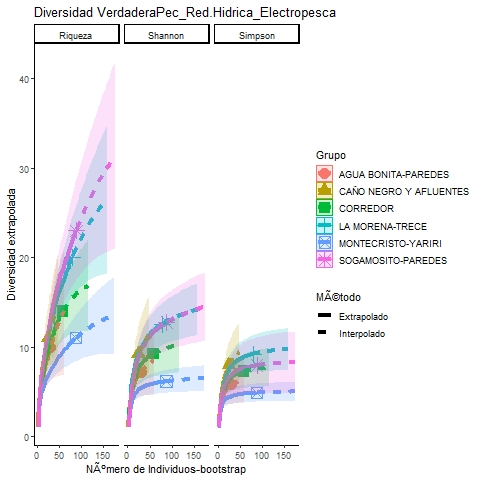 Diversidad VerdaderaPec_Red.Hidrica_Electropesca
Riqueza
Shannon
Simpson
Diversidad extrapolada
40
30
20
10
0
0 50 100 150
0 50 100 150
0 50 100 150
NÃºmero de Individuos-bootstrap
Grupo
AGUA BONITA-PAREDES
CAÑO NEGRO Y AFLUENTES
CORREDOR
LA MORENA-TRECE
MONTECRISTO-YARIRI
SOGAMOSITO-PAREDES
MÃ©todo
Extrapolado
Interpolado